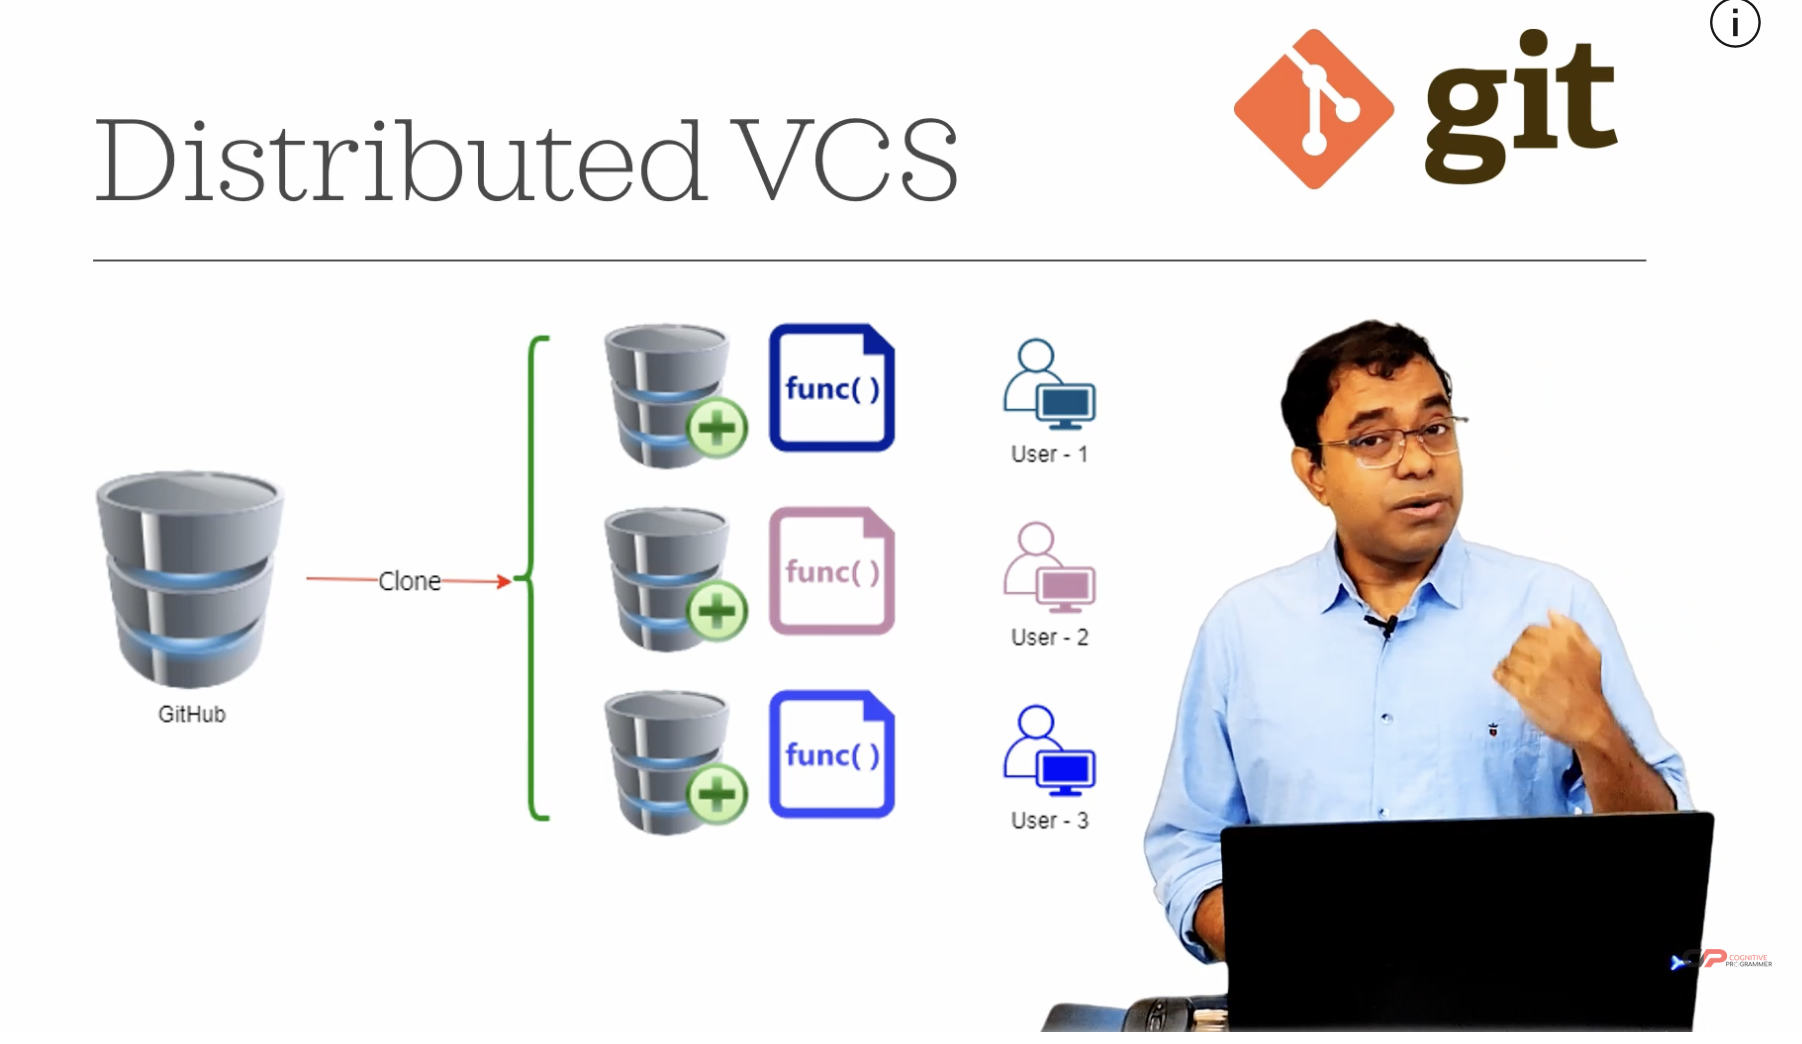 git
Distributed VCS
func( )
User - 1
Clone
func( )
User - 2
GitHub
func( )
User - 3
COGNITIVE
PROGRAMMER